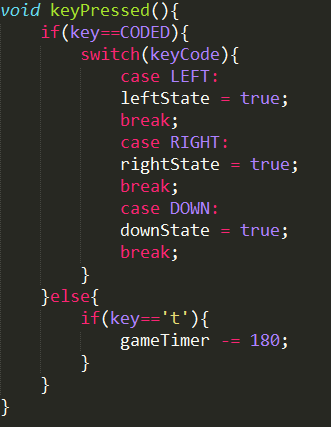 void keyPressed(){
    if(key==CODED){
        switch(keyCode){
            case LEFT:
            leftState = true;
            break;
            case RIGHT:
            rightState = true;
            break;
            case DOWN:
            downState = true;
            break;
        }
    }else{
        if(key=='t'){
            gameTimer -= 180;
        }
    }
}